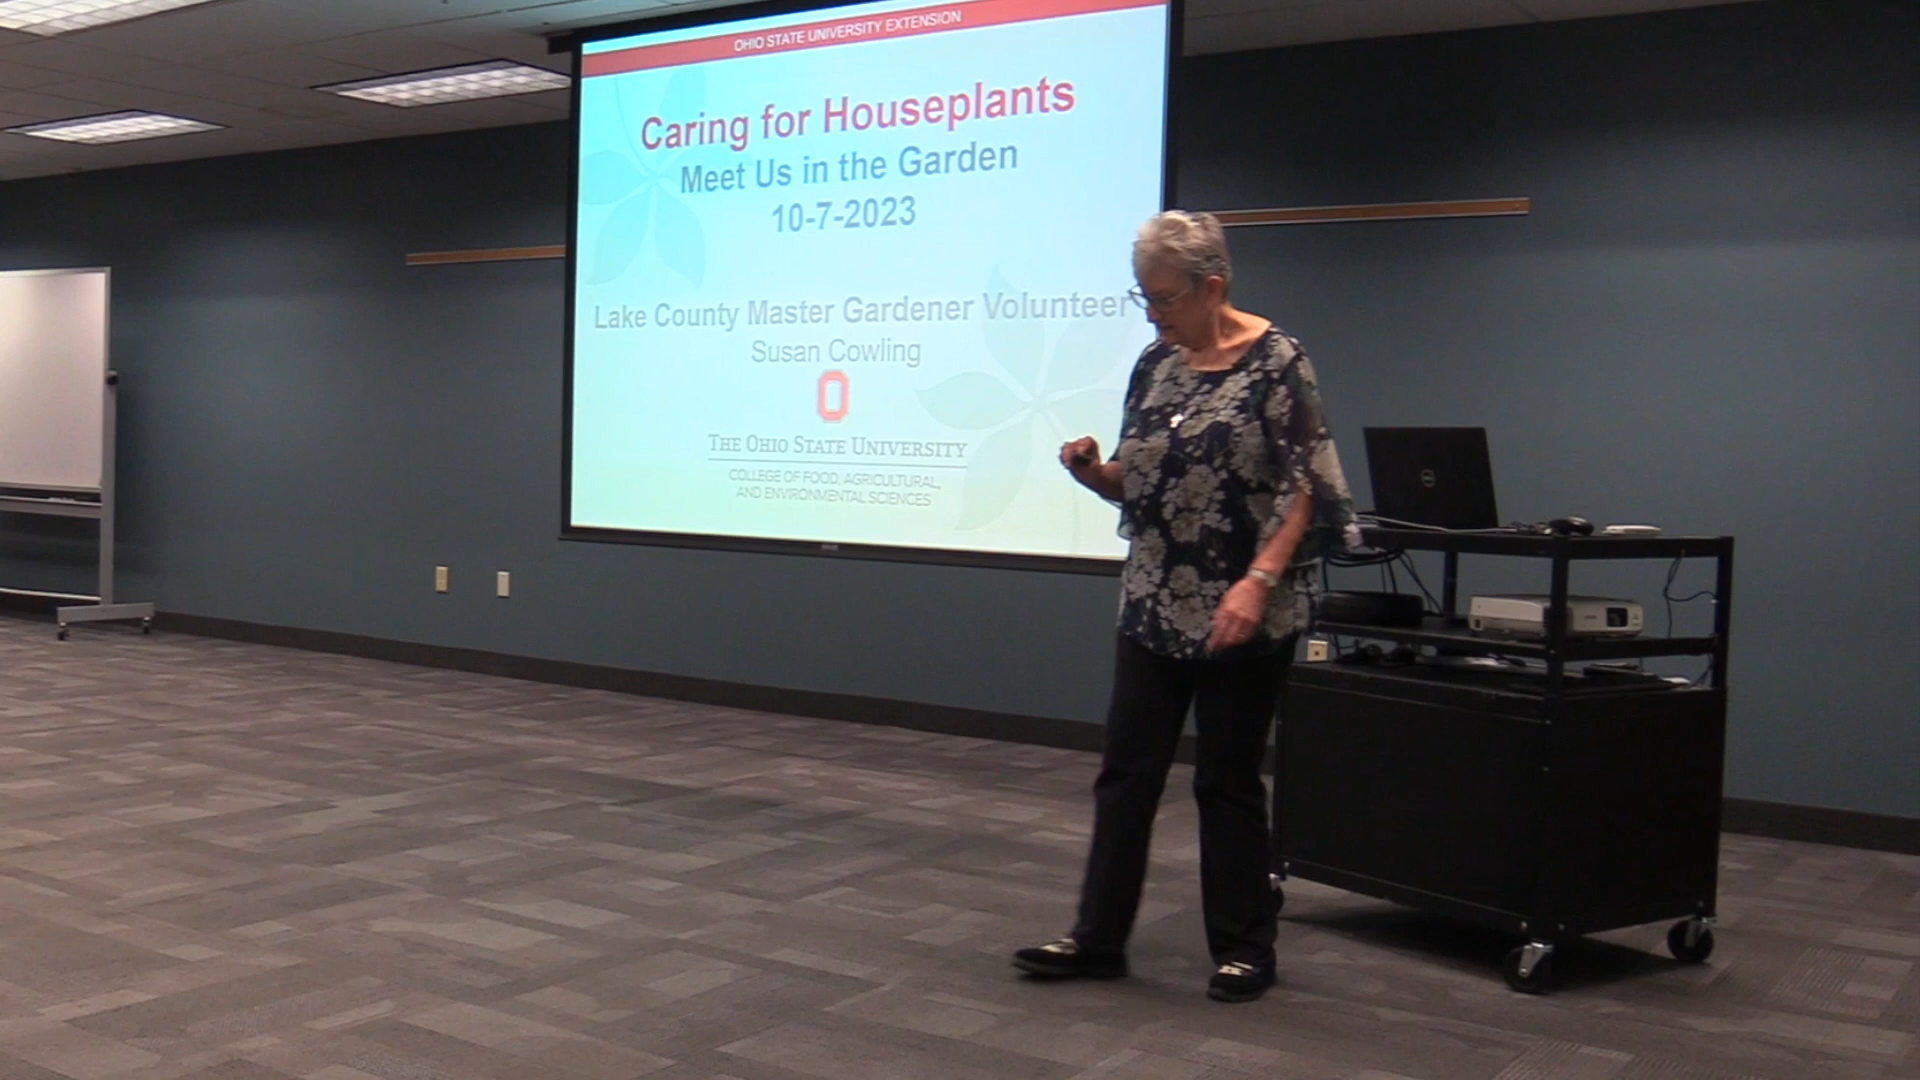 OHIO STATE UNIVERSITY EXTENSION
Caring for Houseplants
Meet Us in the Garden
10-7-2023
Lake County Master Gardener Volunteer
Susan Cowling
THE OHIO STATE UNIVERSITY
COLLEGE OF FOOD, AGRICULTURAL,
AND ENVIRONMENTAL SCIENCES
DELL